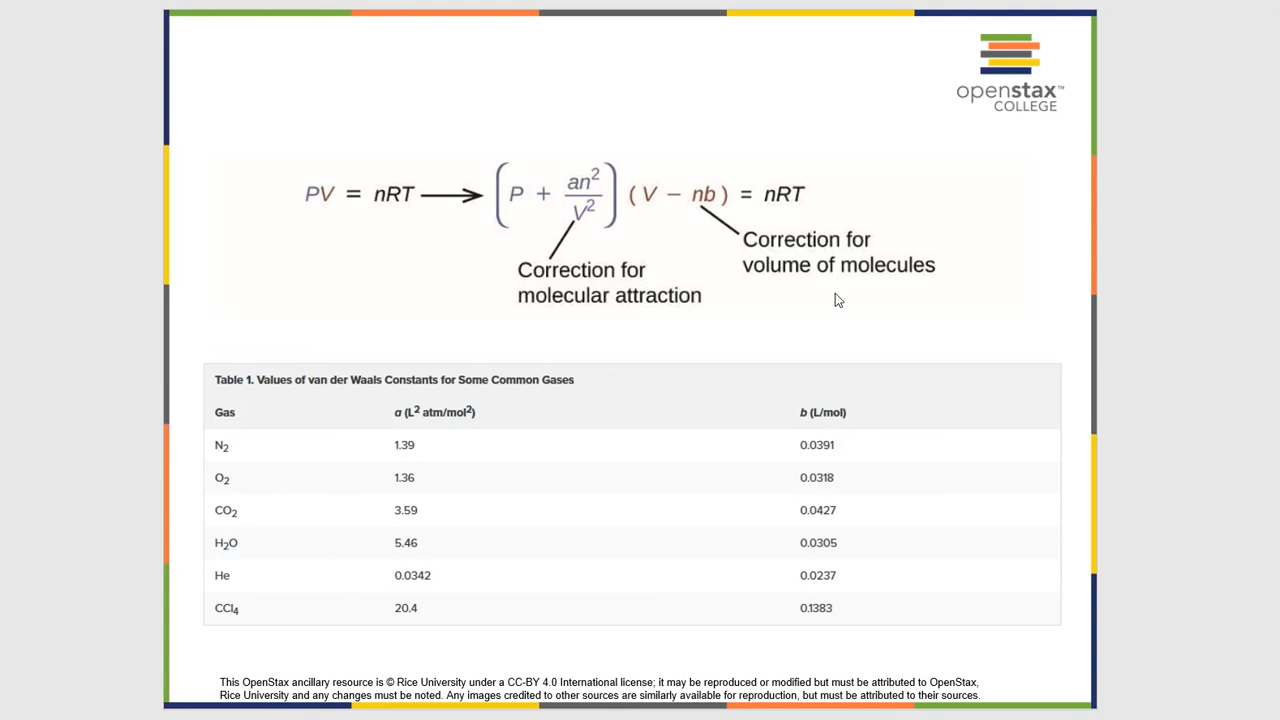 openstax™
COLLEGE
PV = nRT ⟶ (P + an²/V²) (V − nb) = nRT
Correction for
volume of molecules
Correction for
molecular attraction
Table 1. Values of van der Waals Constants for Some Common Gases
Gas a (L² atm/mol²) b (L/mol)
N₂ 1.39 0.0391
O₂ 1.36 0.0318
CO₂ 3.59 0.0427
H₂O 5.46 0.0305
He 0.0342 0.0237
CCl₄ 20.4 0.1383
This OpenStax ancillary resource is © Rice University under a CC-BY 4.0 International license; it may be reproduced or modified but must be attributed to OpenStax,
Rice University and any changes must be noted. Any images credited to other sources are similarly available for reproduction, but must be attributed to their sources.